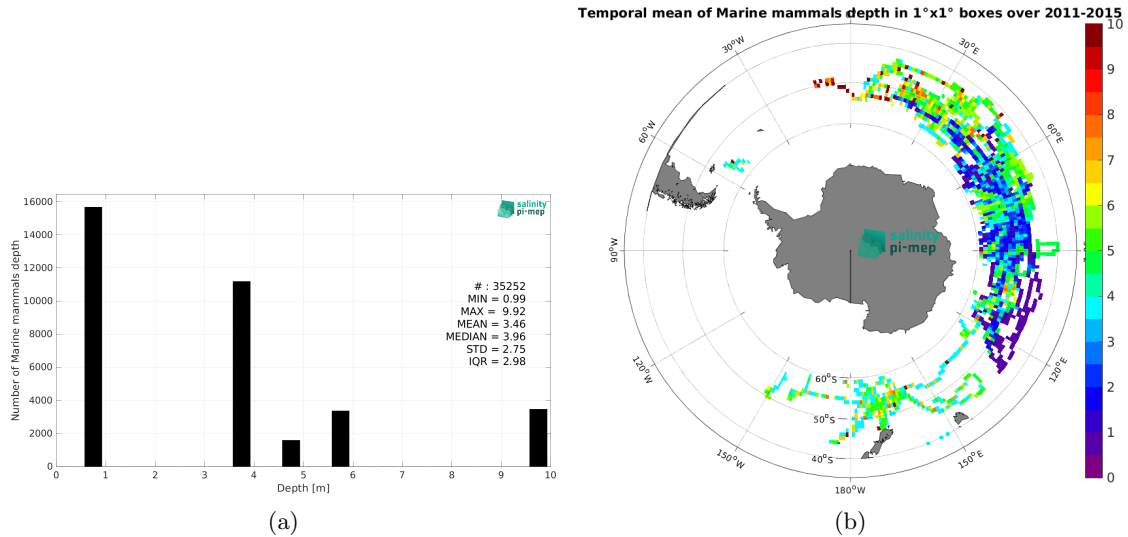 Temporal mean of Marine mammals depth in 1°x1° boxes over 2011-2015
16000
14000
12000
10000
8000
6000
4000
2000
0
Number of Marine mammals depth
salinity
pi-mep
# : 35252
MIN = 0.99
MAX = 9.92
MEAN = 3.46
MEDIAN = 3.96
STD = 2.75
IQR = 2.98
0 1 2 3 4 5 6 7 8 9 10
Depth [m]
(a)
0°
30°W
30°E
60°W
60°E
90°W
120°W
120°E
150°W
150°E
180°W
60°S
50°S
40°S
salinity
pi-mep
10
9
8
7
6
5
4
3
2
1
0
(b)